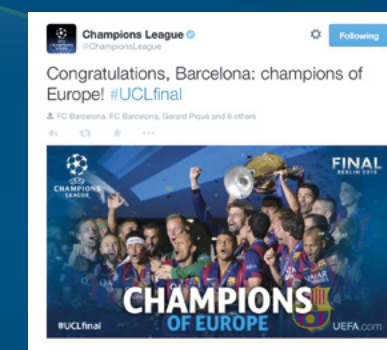 Champions League
@ChampionsLeague
Following
Congratulations, Barcelona: champions of
Europe! #UCLfinal
FC Barcelona, FC Barcelona, Gerard Piqué and 6 others
CHAMPIONS
LEAGUE
FINAL
BERLIN 2015
CHAMPIONS
OF EUROPE
#UCLfinal
UEFA.com